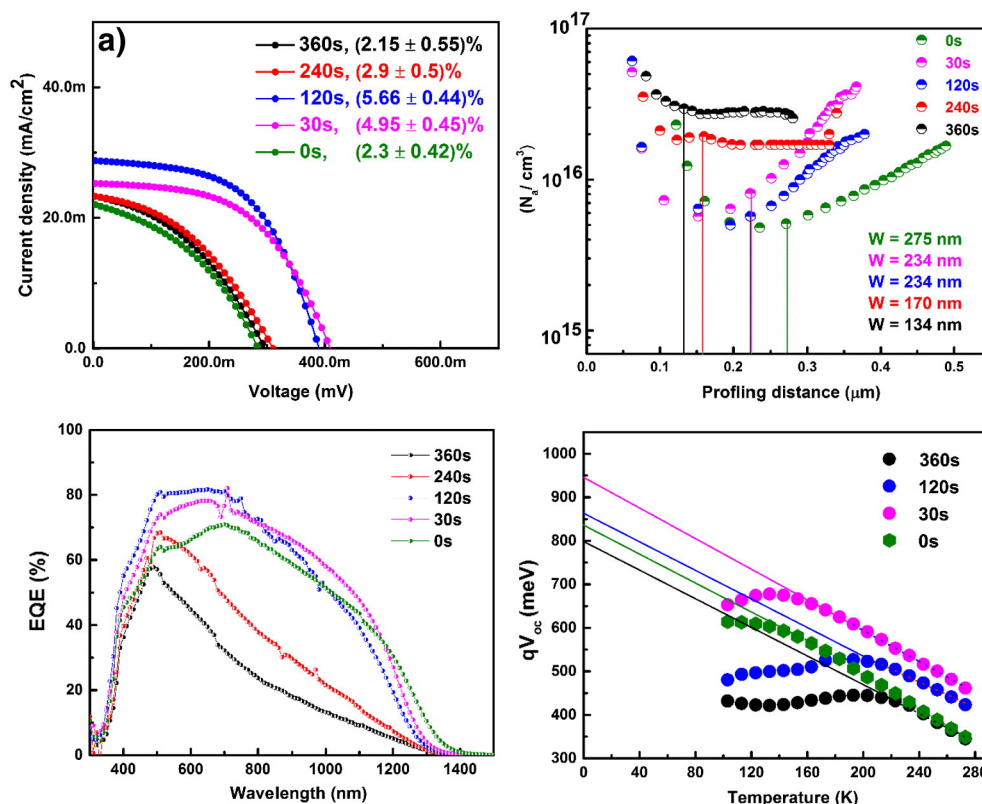 a)
360s, (2.15 ± 0.55)%
240s, (2.9 ± 0.5)%
120s, (5.66 ± 0.44)%
30s, (4.95 ± 0.45)%
0s, (2.3 ± 0.42)%
Current density (mA/cm2)
40.0m
20.0m
0.0
0.0 200.0m 400.0m 600.0m
Voltage (mV)
10^17
10^16
10^15
(Na/ cm^3)
0s
30s
120s
240s
360s
W = 275 nm
W = 234 nm
W = 234 nm
W = 170 nm
W = 134 nm
0.0 0.1 0.2 0.3 0.4 0.5
Profling distance (μm)
EQE (%)
80
60
40
20
0
360s
240s
120s
30s
0s
400 600 800 1000 1200 1400
Wavelength (nm)
qVoc (meV)
1000
900
800
700
600
500
400
300
360s
120s
30s
0s
0 40 80 120 160 200 240 280
Temperature (K)